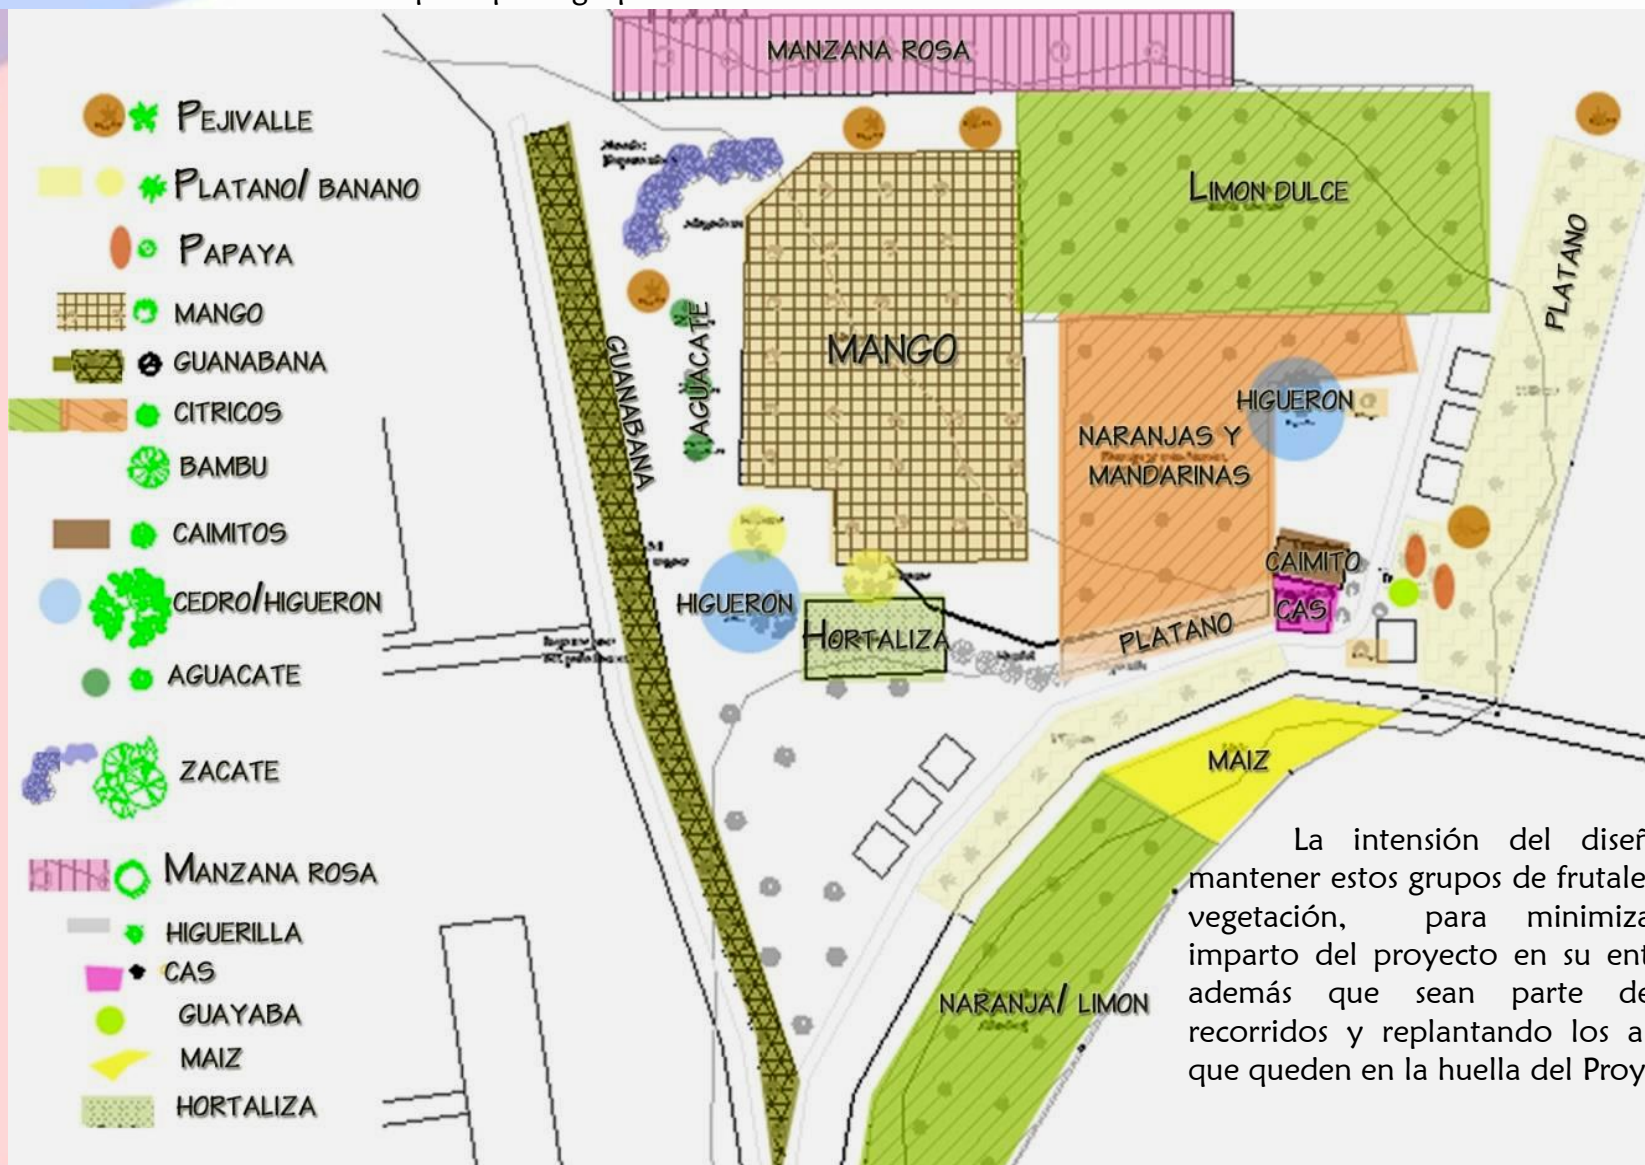 PEJIVALLE
PLATANO/ BANANO
PAPAYA
MANGO
GUANABANA
CITRICOS
BAMBU
CAIMITOS
CEDRO/HIGUERON
AGUACATE
ZACATE
MANZANA ROSA
HIGUERILLA
CAS
GUAYABA
MAIZ
HORTALIZA
MANZANA ROSA
LIMON DULCE
PLATANO
GUANABANA
AGUACATE
MANGO
HIGUERON
NARANJAS Y
MANDARINAS
CAIMITO
CAS
HIGUERON
HORTALIZA
PLATANO
MAIZ
NARANJA/ LIMON
La intensión del diseñ
mantener estos grupos de frutale
vegetación, para minimiza
imparto del proyecto en su ent
además que sean parte de
recorridos y replantando los a
que queden en la huella del Proy